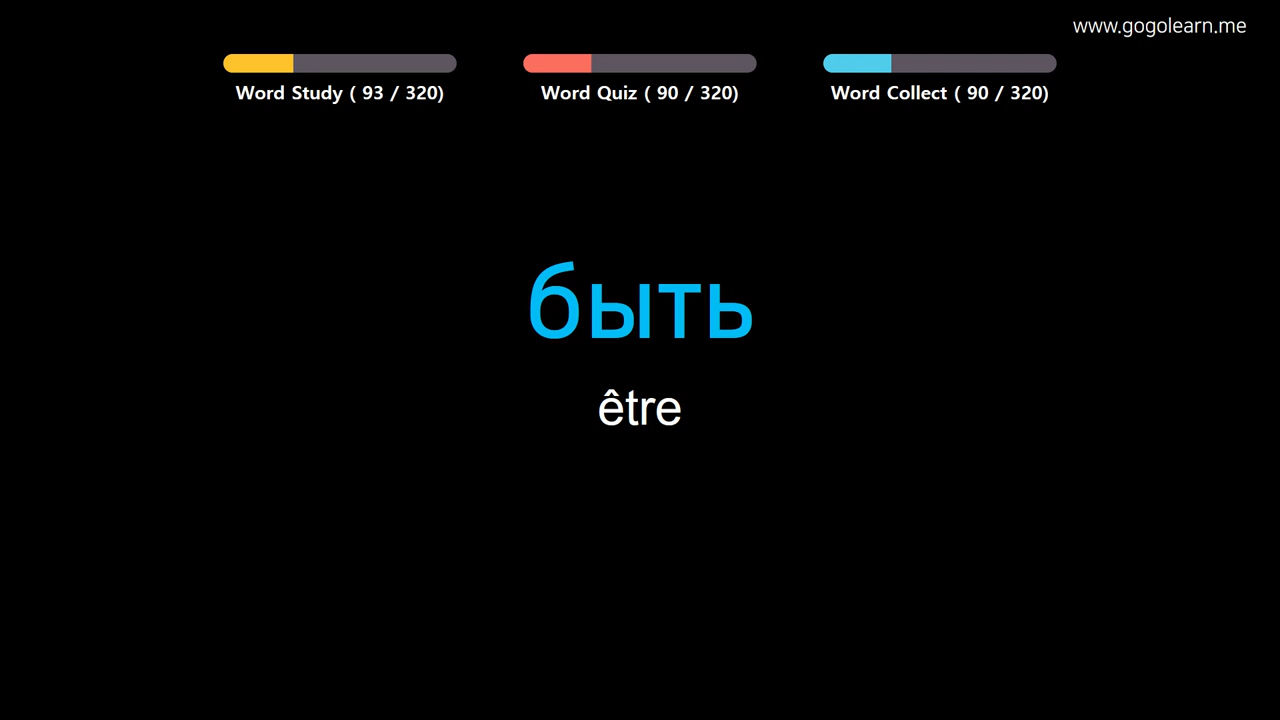 www.gogolearn.me
Word Study ( 93 / 320)
Word Quiz ( 90 / 320)
Word Collect ( 90 / 320)
быть
être